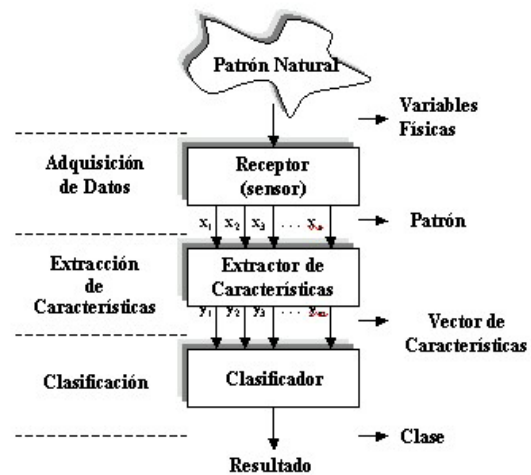 Patrón Natural
Variables
Físicas
Adquisición
de Datos
Receptor
(sensor)
x1 x2 x3 . . .
Patrón
Extracción
de
Características
Extractor de
Características
y1 y2 y3 . . .
Vector de
Características
Clasificación
Clasificador
Clase
Resultado